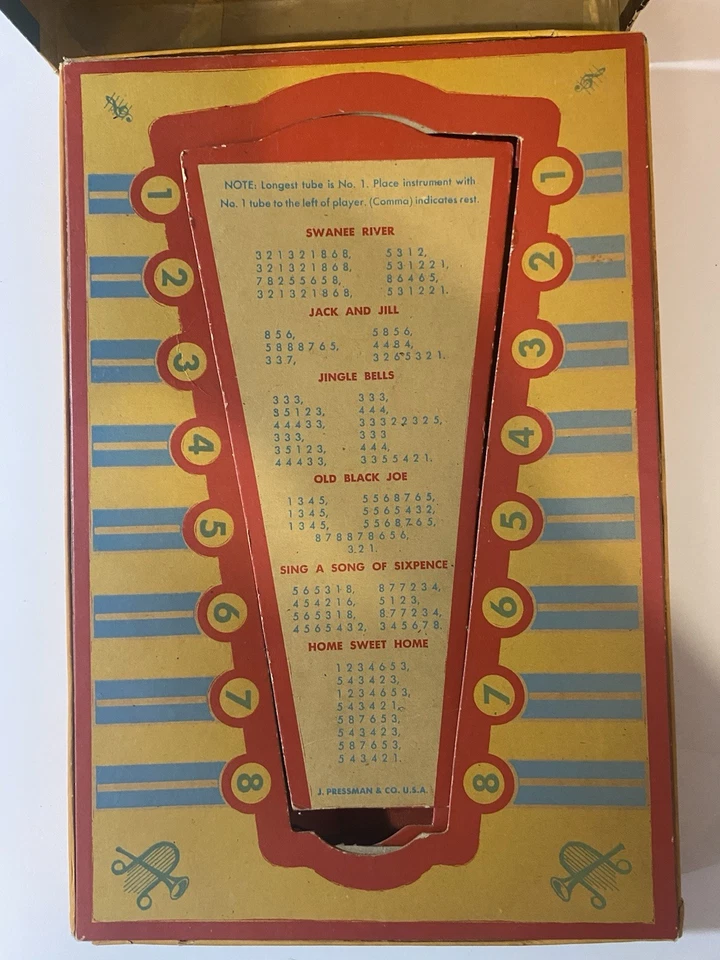 NOTE: Longest tube is No. 1. Place instrument with
No. 1 tube to the left of player. (Comma) indicates rest.
SWANEE RIVER
3 2 1 3 2 1 8 6 8, 5 3 1 2,
3 2 1 3 2 1 8 6 8, 5 3 1 2 2 1,
7 8 2 5 5 6 5 8, 8 6 4 6 5,
3 2 1 3 2 1 8 6 8, 5 3 1 2 2 1.
JACK AND JILL
8 5 6, 5 8 5 6,
5 8 8 8 7 6 5, 4 4 8 4,
3 3 7, 3 2 6 5 3 2 1.
JINGLE BELLS
3 3 3, 3 3 3,
8 5 1 2 3, 4 4 4,
4 4 4 3 3, 3 3 3 2 2 3 2 5,
3 3 3, 3 3 3
3 5 1 2 3, 4 4 4,
4 4 4 3 3, 3 3 5 5 4 2 1.
OLD BLACK JOE
1 3 4 5, 5 5 6 8 7 6 5,
1 3 4 5, 5 5 6 5 4 3 2,
1 3 4 5, 5 5 6 8 7 6 5,
8 7 8 8 7 8 6 5 6,
3 2 1.
SING A SONG OF SIXPENCE
5 6 5 3 1 8, 8 7 7 2 3 4,
4 5 4 2 1 6, 5 1 2 3,
5 6 5 3 1 8, 8 7 7 2 3 4,
4 5 6 5 4 3 2, 3 4 5 6 7 8.
HOME SWEET HOME
1 2 3 4 6 5 3,
5 4 3 4 2 3,
1 2 3 4 6 5 3,
5 4 3 4 2 1,
5 8 7 6 5 3,
5 4 3 4 2 3,
5 8 7 6 5 3,
5 4 3 4 2 1.
J. PRESSMAN & CO. U.S.A.
1 1
2 2
3 3
4 4
5 5
6 6
7 7
8 8